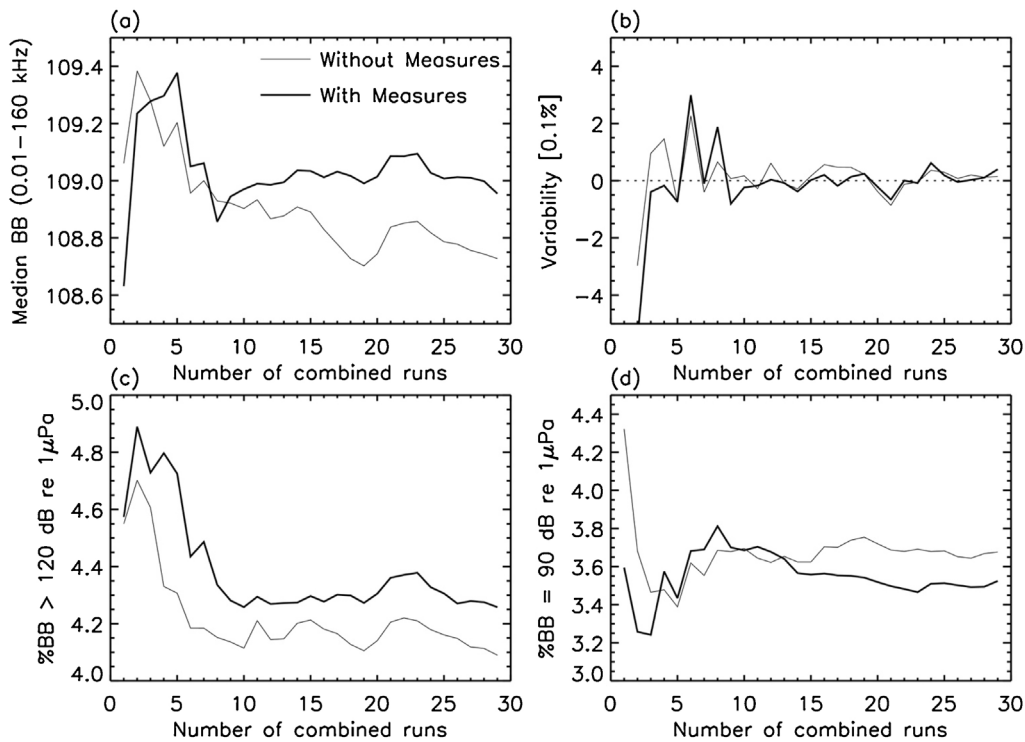 (a)
Median BB (0.01–160 kHz)
109.4
109.2
109.0
108.8
108.6
Without Measures
With Measures
0 5 10 15 20 25 30
Number of combined runs
(b)
Variability [0.1%]
4
2
0
−2
−4
0 5 10 15 20 25 30
Number of combined runs
(c)
%BB > 120 dB re 1μPa
5.0
4.8
4.6
4.4
4.2
4.0
0 5 10 15 20 25 30
Number of combined runs
(d)
%BB = 90 dB re 1μPa
4.4
4.2
4.0
3.8
3.6
3.4
3.2
3.0
0 5 10 15 20 25 30
Number of combined runs